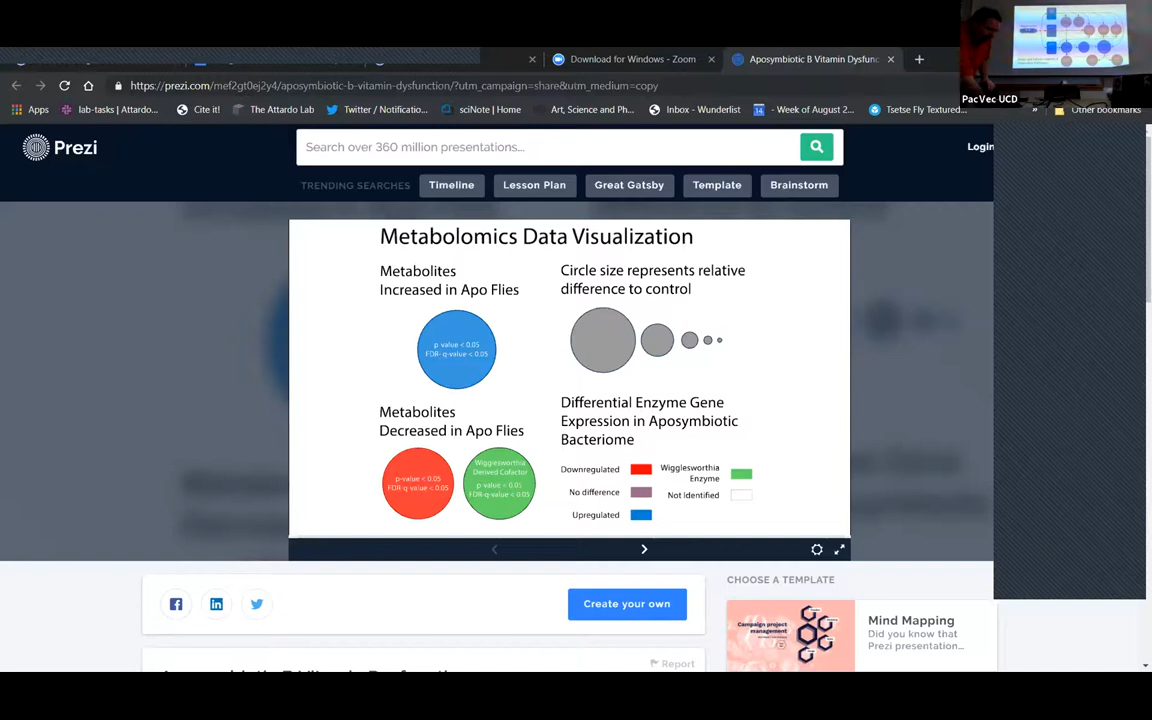 Download for Windows - Zoom
Aposymbiotic B Vitamin Dysfunc
https://prezi.com/mef2gt0ej2y4/aposymbiotic-b-vitamin-dysfunction/?utm_campaign=share&utm_medium=copy
PacVec UCD
Apps
lab-tasks | Attardo...
Cite it!
The Attardo Lab
Twitter / Notificatio...
sciNote | Home
Art, Science and Ph...
Inbox - Wunderlist
- Week of August 2...
Tsetse Fly Textured...
»
Other bookmarks
Prezi
Search over 360 million presentations...
Login
TRENDING SEARCHES
Timeline
Lesson Plan
Great Gatsby
Template
Brainstorm
Metabolomics Data Visualization
Metabolites
Increased in Apo Flies
p-value < 0.05
FDR- q-value < 0.05
Circle size represents relative
difference to control
Metabolites
Decreased in Apo Flies
p-value < 0.05
FDR-q-value < 0.05
Wigglesworthia
Derived Cofactor
p-value < 0.05
FDR-q-value < 0.05
Differential Enzyme Gene
Expression in Aposymbiotic
Bacteriome
Downregulated
No difference
Upregulated
Wigglesworthia
Enzyme
Not identified
Create your own
Report
CHOOSE A TEMPLATE
Campaign project
management
Mind Mapping
Did you know that
Prezi presentation...